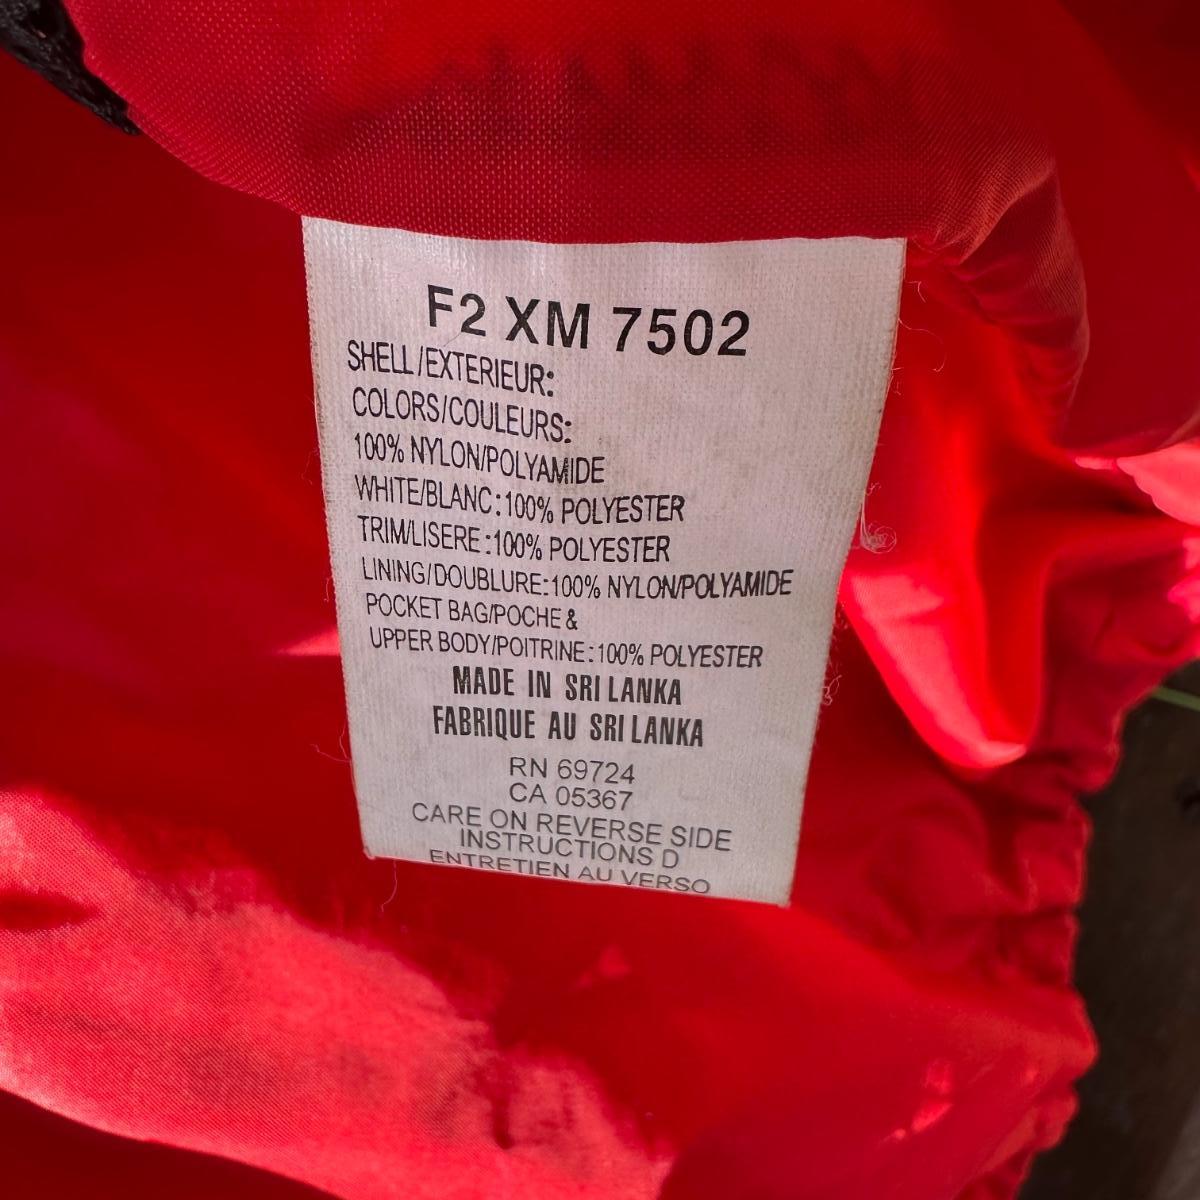 F2 XM 7502
SHELL/EXTERIEUR:
COLORS/COULEURS:
100% NYLON/POLYAMIDE
WHITE/BLANC:100% POLYESTER
TRIM/LISERE:100% POLYESTER
LINING/DOUBLURE:100% NYLON/POLYAMIDE
POCKET BAG/POCHE &
UPPER BODY/POITRINE:100% POLYESTER
MADE IN SRI LANKA
FABRIQUE AU SRI LANKA
RN 69724
CA 05367
CARE ON REVERSE SIDE
INSTRUCTIONS D
ENTRETIEN AU VERSO